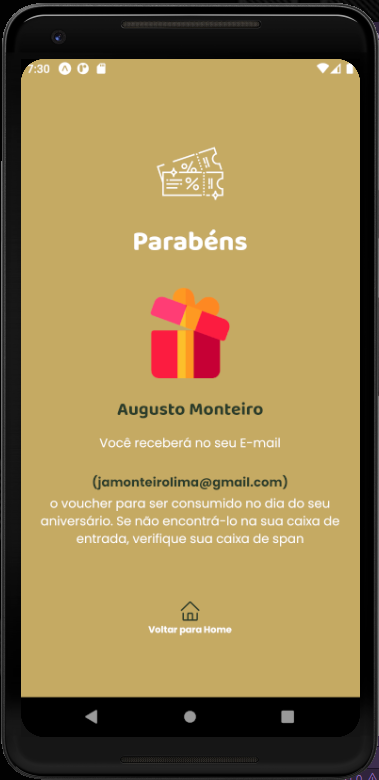 7:30
Parabéns
Augusto Monteiro
Você receberá no seu E-mail
(jamonteirolima@gmail.com)
o voucher para ser consumido no dia do seu
aniversário. Se não encontrá-lo na sua caixa de
entrada, verifique sua caixa de span
Voltar para Home